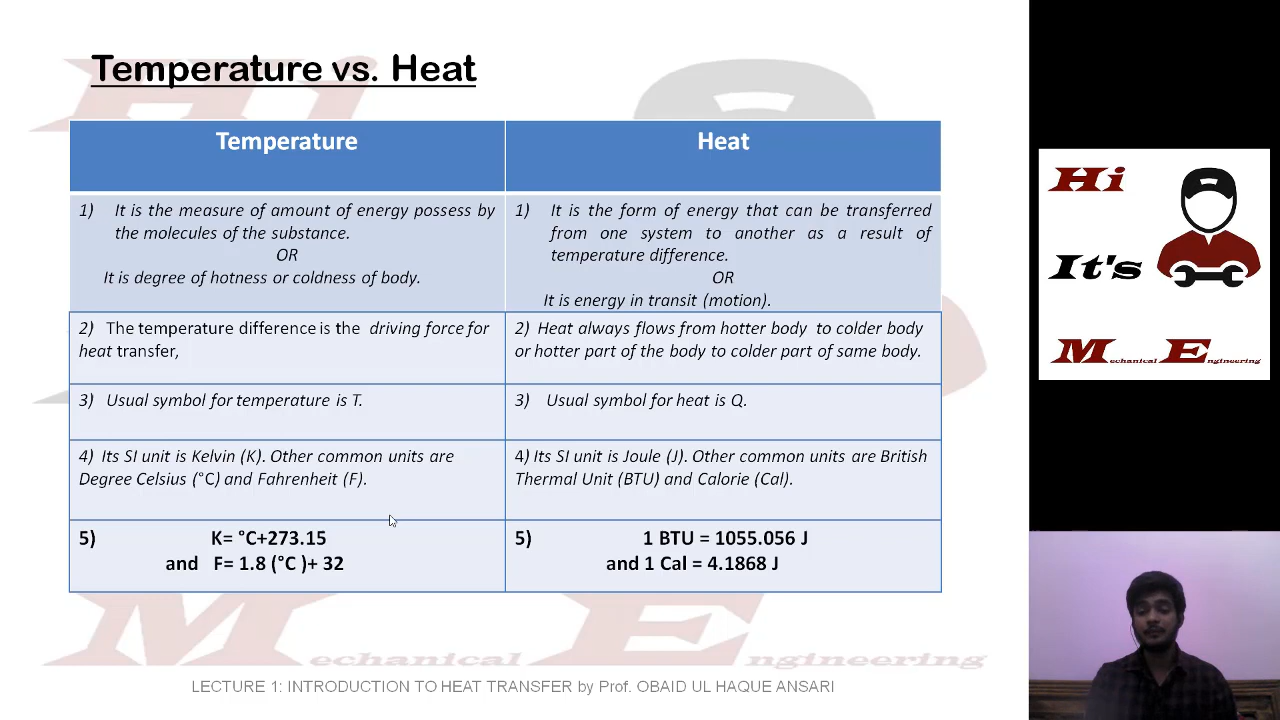 Temperature vs. Heat
Temperature
Heat
1) It is the measure of amount of energy possess by
the molecules of the substance.
OR
It is degree of hotness or coldness of body.
1) It is the form of energy that can be transferred
from one system to another as a result of
temperature difference.
OR
It is energy in transit (motion).
2) The temperature difference is the driving force for
heat transfer,
2) Heat always flows from hotter body to colder body
or hotter part of the body to colder part of same body.
3) Usual symbol for temperature is T.
3) Usual symbol for heat is Q.
4) Its SI unit is Kelvin (K). Other common units are
Degree Celsius (°C) and Fahrenheit (F).
4) Its SI unit is Joule (J). Other common units are British
Thermal Unit (BTU) and Calorie (Cal).
5) K= °C+273.15
and F= 1.8 (°C )+ 32
5) 1 BTU = 1055.056 J
and 1 Cal = 4.1868 J
Mechanical Engineering
LECTURE 1: INTRODUCTION TO HEAT TRANSFER by Prof. OBAID UL HAQUE ANSARI
Hi
It's
Mechanical Engineering